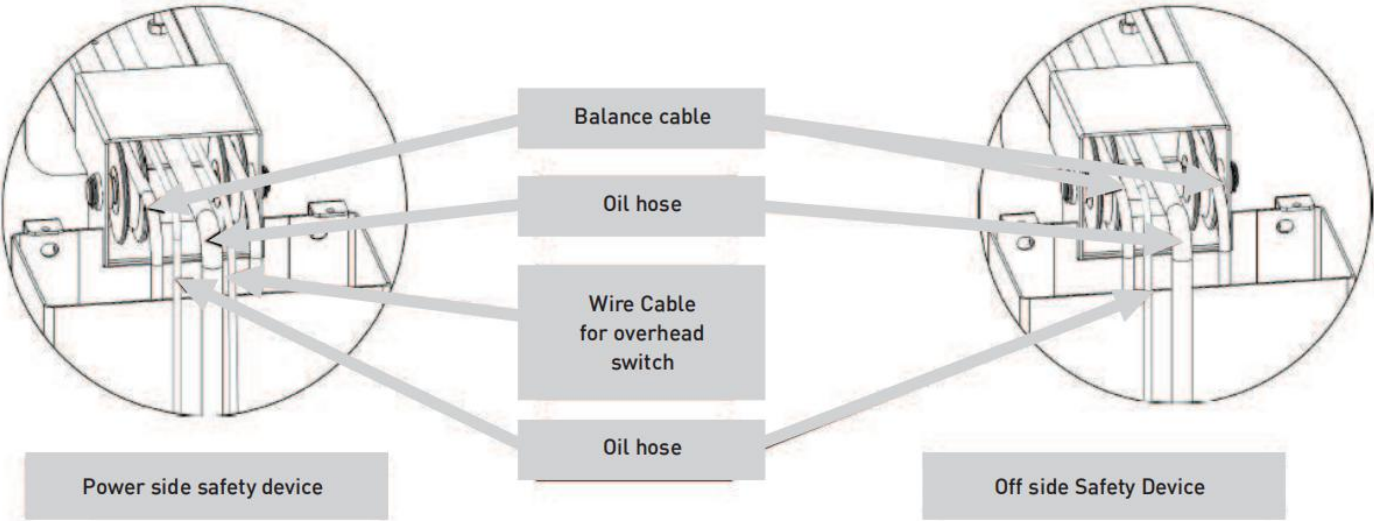 Balance cable
Oil hose
Wire Cable
for overhead
switch
Oil hose
Power side safety device
Off side Safety Device